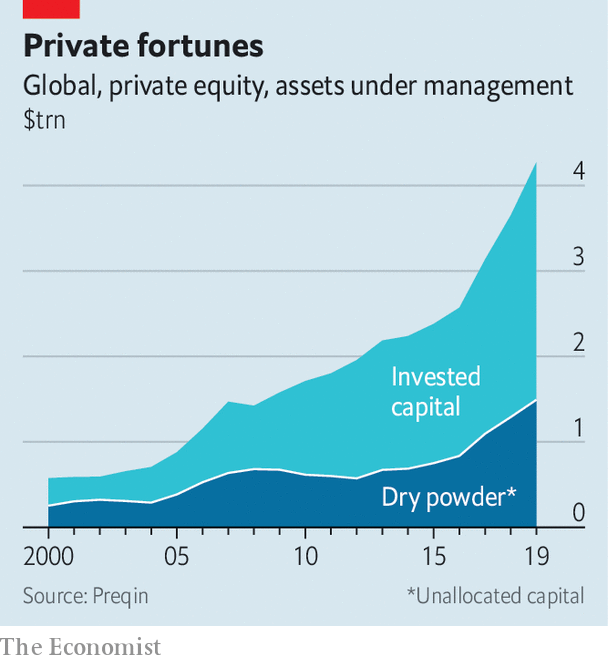 Private fortunes
Global, private equity, assets under management
$trn
4
3
2
Invested
capital
1
Dry powder*
0
2000 05 10 15 19
Source: Preqin *Unallocated capital
The Economist